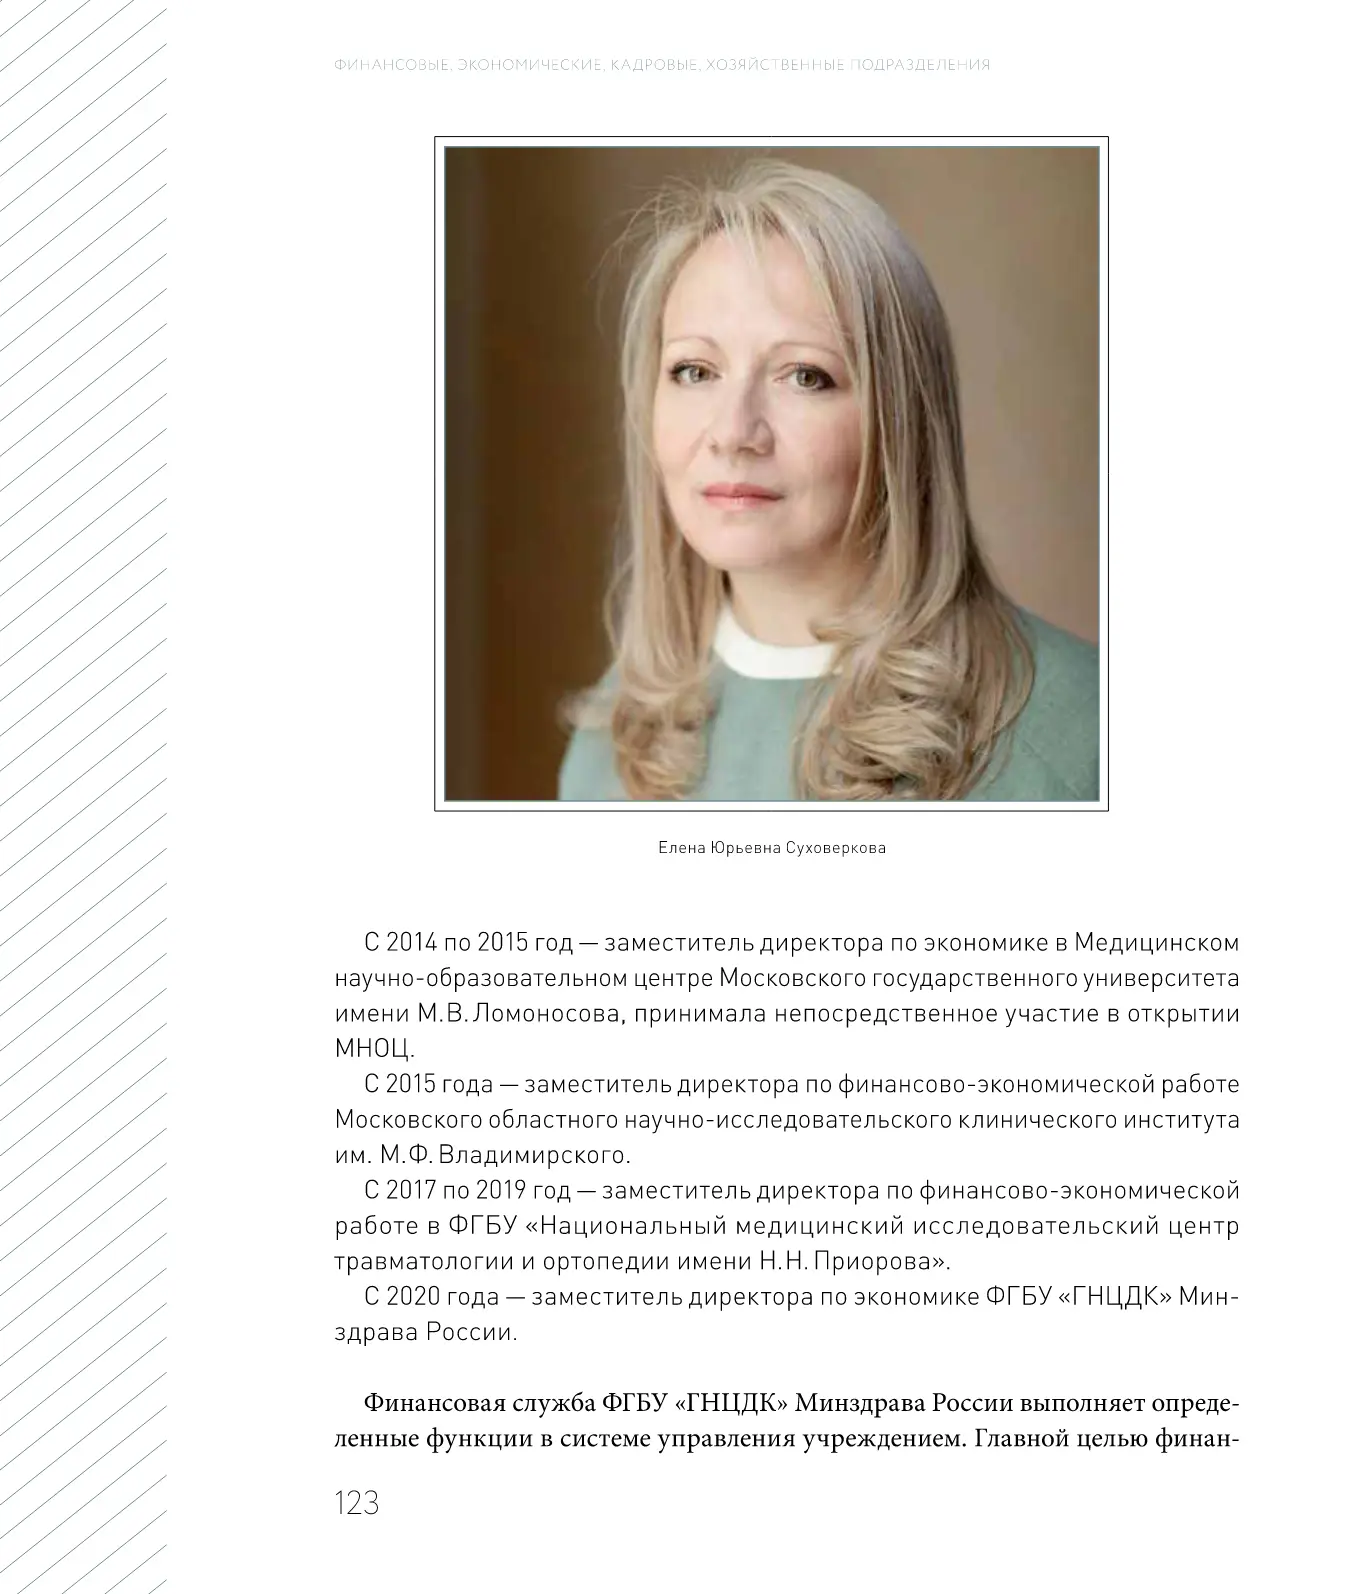 ФИНАНСОВЫЕ, ЭКОНОМИЧЕСКИЕ, КАДРОВЫЕ, ХОЗЯЙСТВЕННЫЕ ПОДРАЗДЕЛЕНИЯ
Елена Юрьевна Суховеркова
С 2014 по 2015 год — заместитель директора по экономике в Медицинском
научно-образовательном центре Московского государственного университета
имени М.В. Ломоносова, принимала непосредственное участие в открытии
МНОЦ.
С 2015 года — заместитель директора по финансово-экономической работе
Московского областного научно-исследовательского клинического института
им. М.Ф. Владимирского.
С 2017 по 2019 год — заместитель директора по финансово-экономической
работе в ФГБУ «Национальный медицинский исследовательский центр
травматологии и ортопедии имени Н.Н. Приорова».
С 2020 года — заместитель директора по экономике ФГБУ «ГНЦДК» Мин-
здрава России.
Финансовая служба ФГБУ «ГНЦДК» Минздрава России выполняет опреде-
ленные функции в системе управления учреждением. Главной целью финан-
123